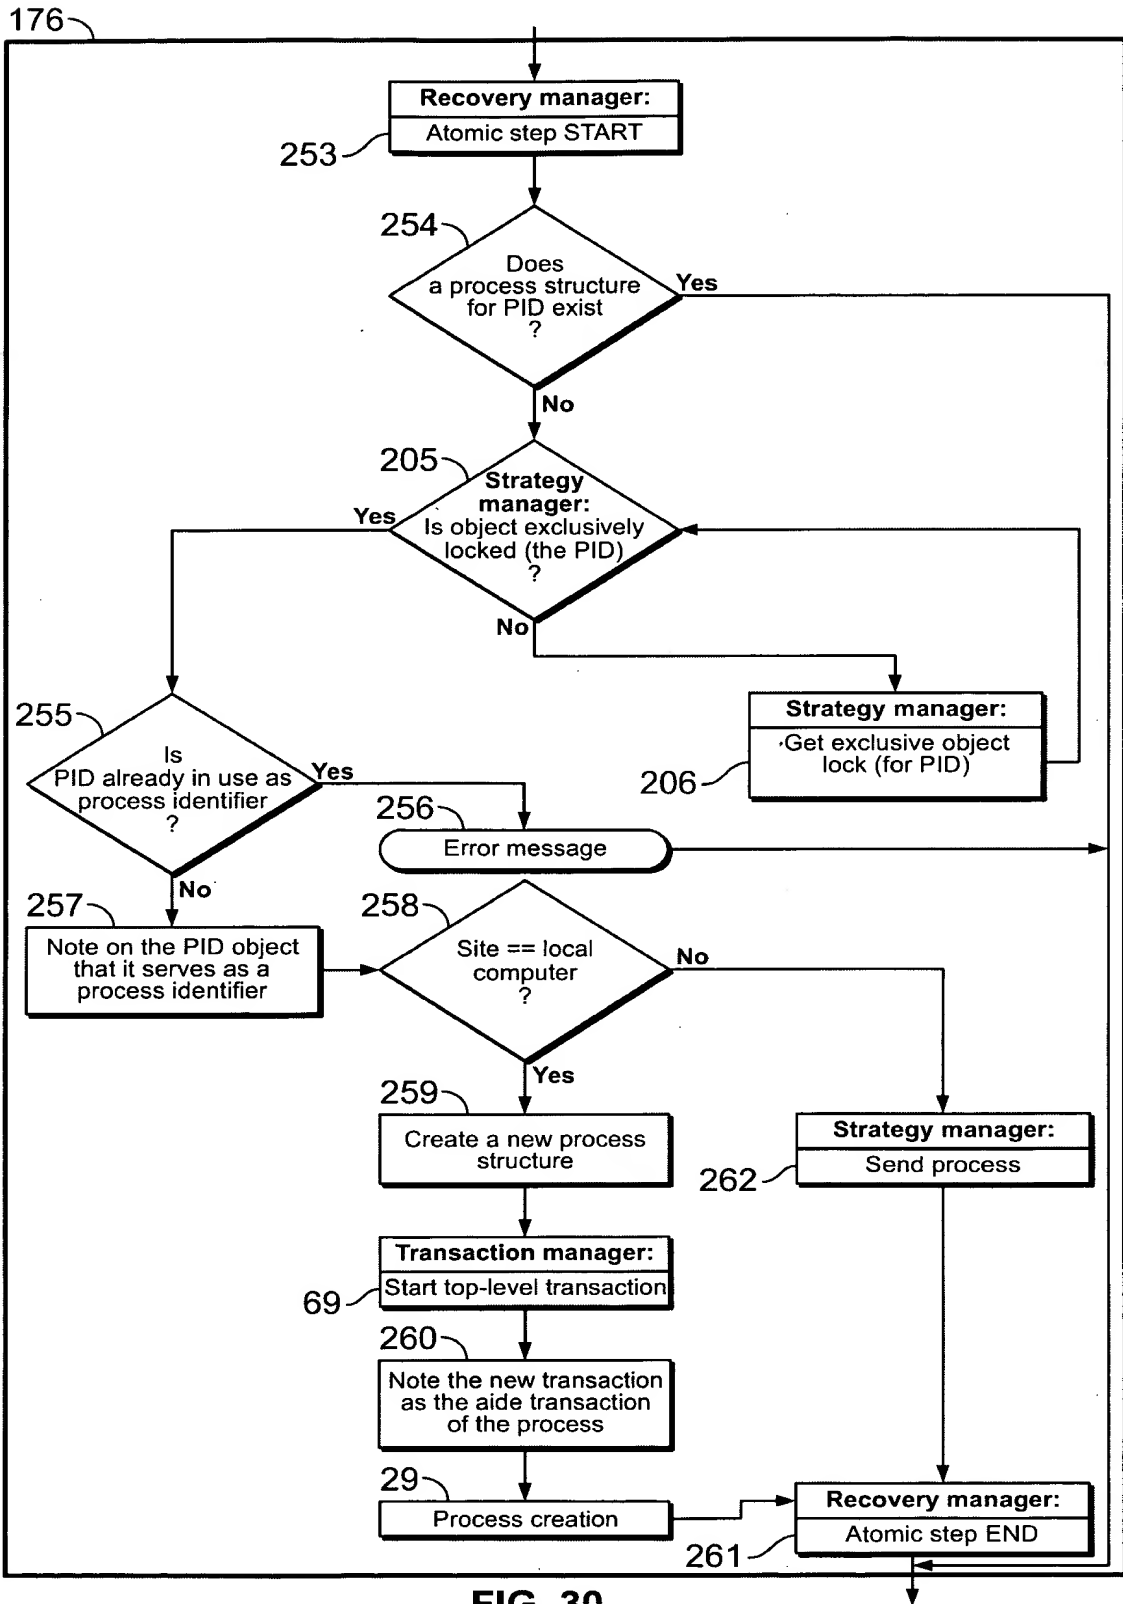 176
Recovery manager:
Atomic step START
253
254
Does
a process structure
for PID exist
?
Yes
No
205
Strategy
manager:
Is object exclusively
locked (the PID)
?
Yes
No
Strategy manager:
Get exclusive object
lock (for PID)
206
255
Is
PID already in use as
process identifier
?
Yes
No
256
Error message
257
Note on the PID object
that it serves as a
process identifier
258
Site == local
computer
?
No
Yes
259
Create a new process
structure
Strategy manager:
Send process
262
Transaction manager:
Start top-level transaction
69
260
Note the new transaction
as the aide transaction
of the process
29
Process creation
Recovery manager:
Atomic step END
261
FIG. 30